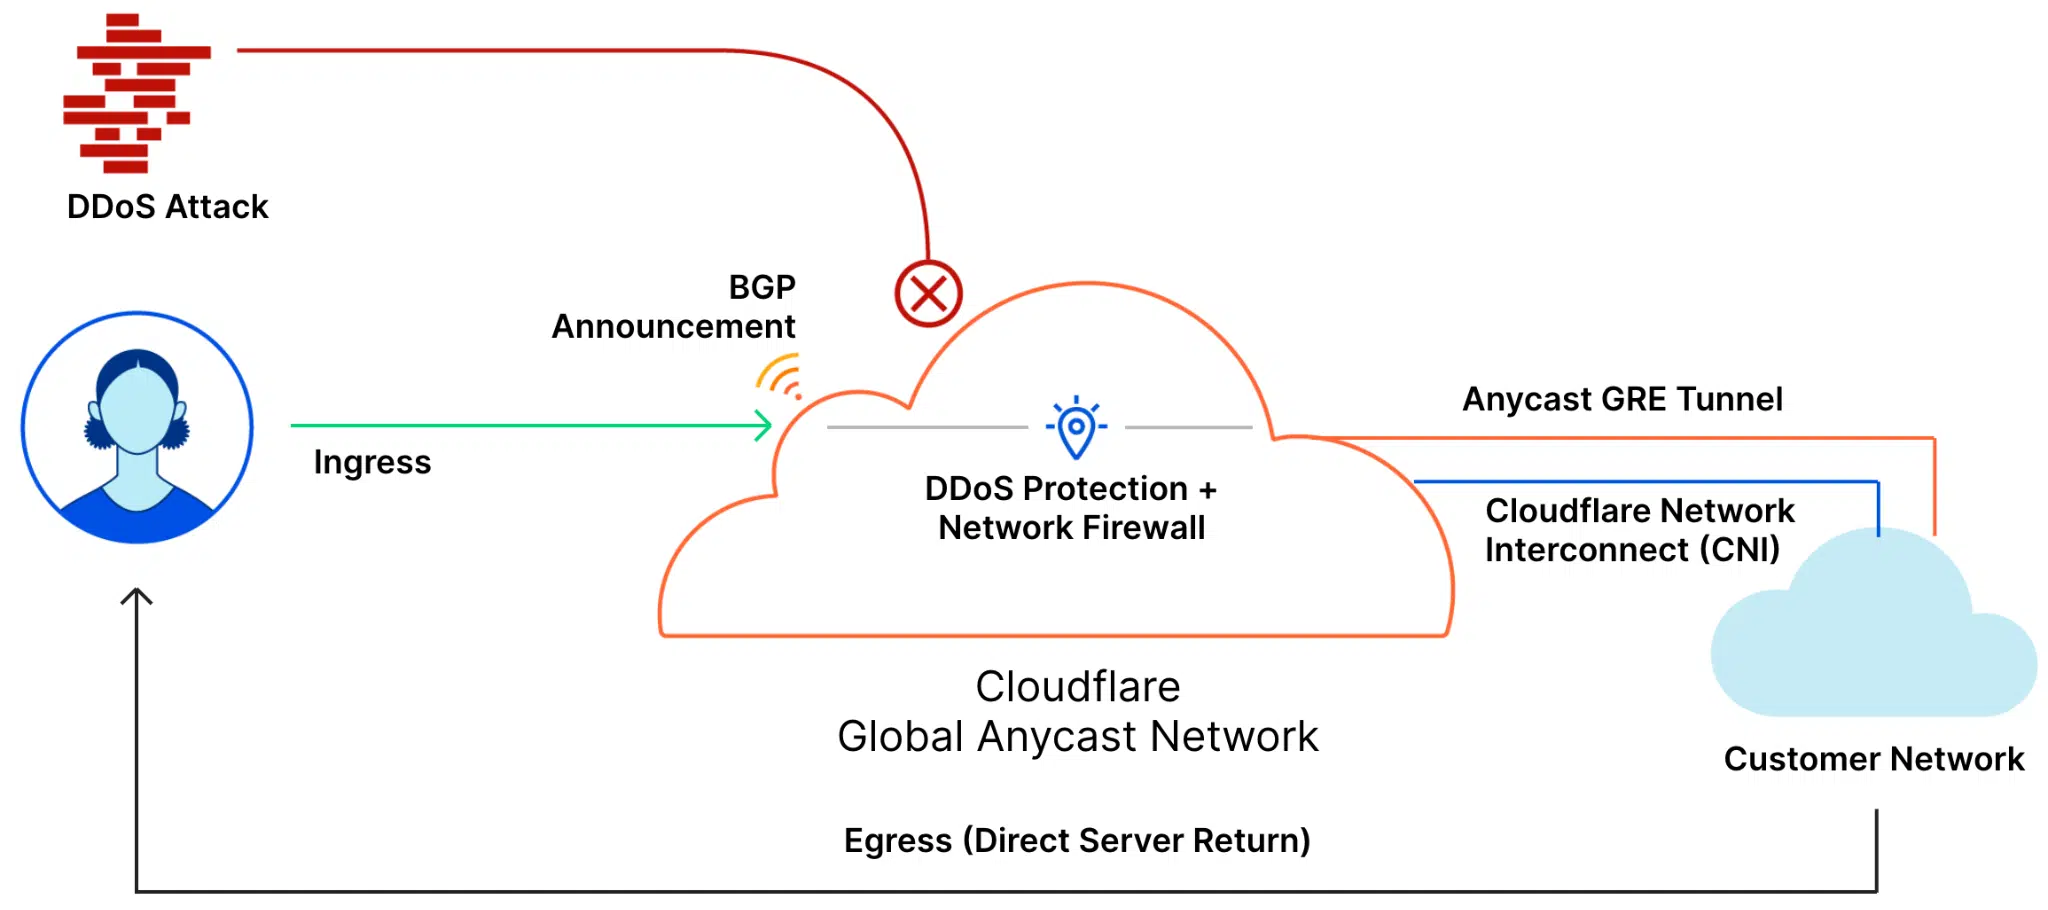 DDoS Attack
BGP
Announcement
Ingress
DDoS Protection +
Network Firewall
Anycast GRE Tunnel
Cloudflare Network
Interconnect (CNI)
Cloudflare
Global Anycast Network
Customer Network
Egress (Direct Server Return)